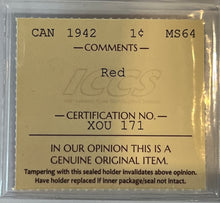 CAN 1942 1¢ MS64
COMMENTS
Red
ICCS
CERTIFICATION NO.
XOU 171
IN OUR OPINION THIS IS A
GENUINE ORIGINAL ITEM.
Tampering with this sealed holder invalidates above opinion.
Have holder replaced if inner package/seal is not intact.